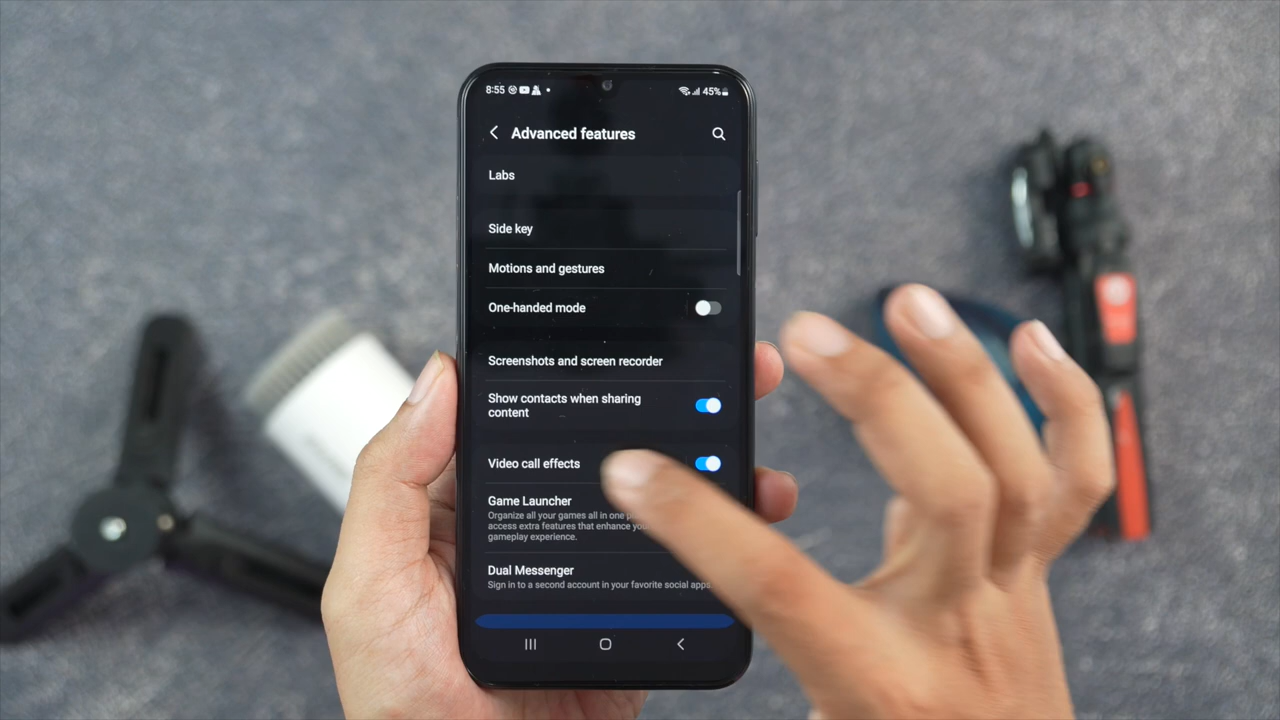 8:55
45%
Advanced features
Labs
Side key
Motions and gestures
One-handed mode
Screenshots and screen recorder
Show contacts when sharing
content
Video call effects
Game Launcher
Organize all your games all in one
access extra features that enhance
gameplay experience.
Dual Messenger
Sign in to a second account in your favorite social apps